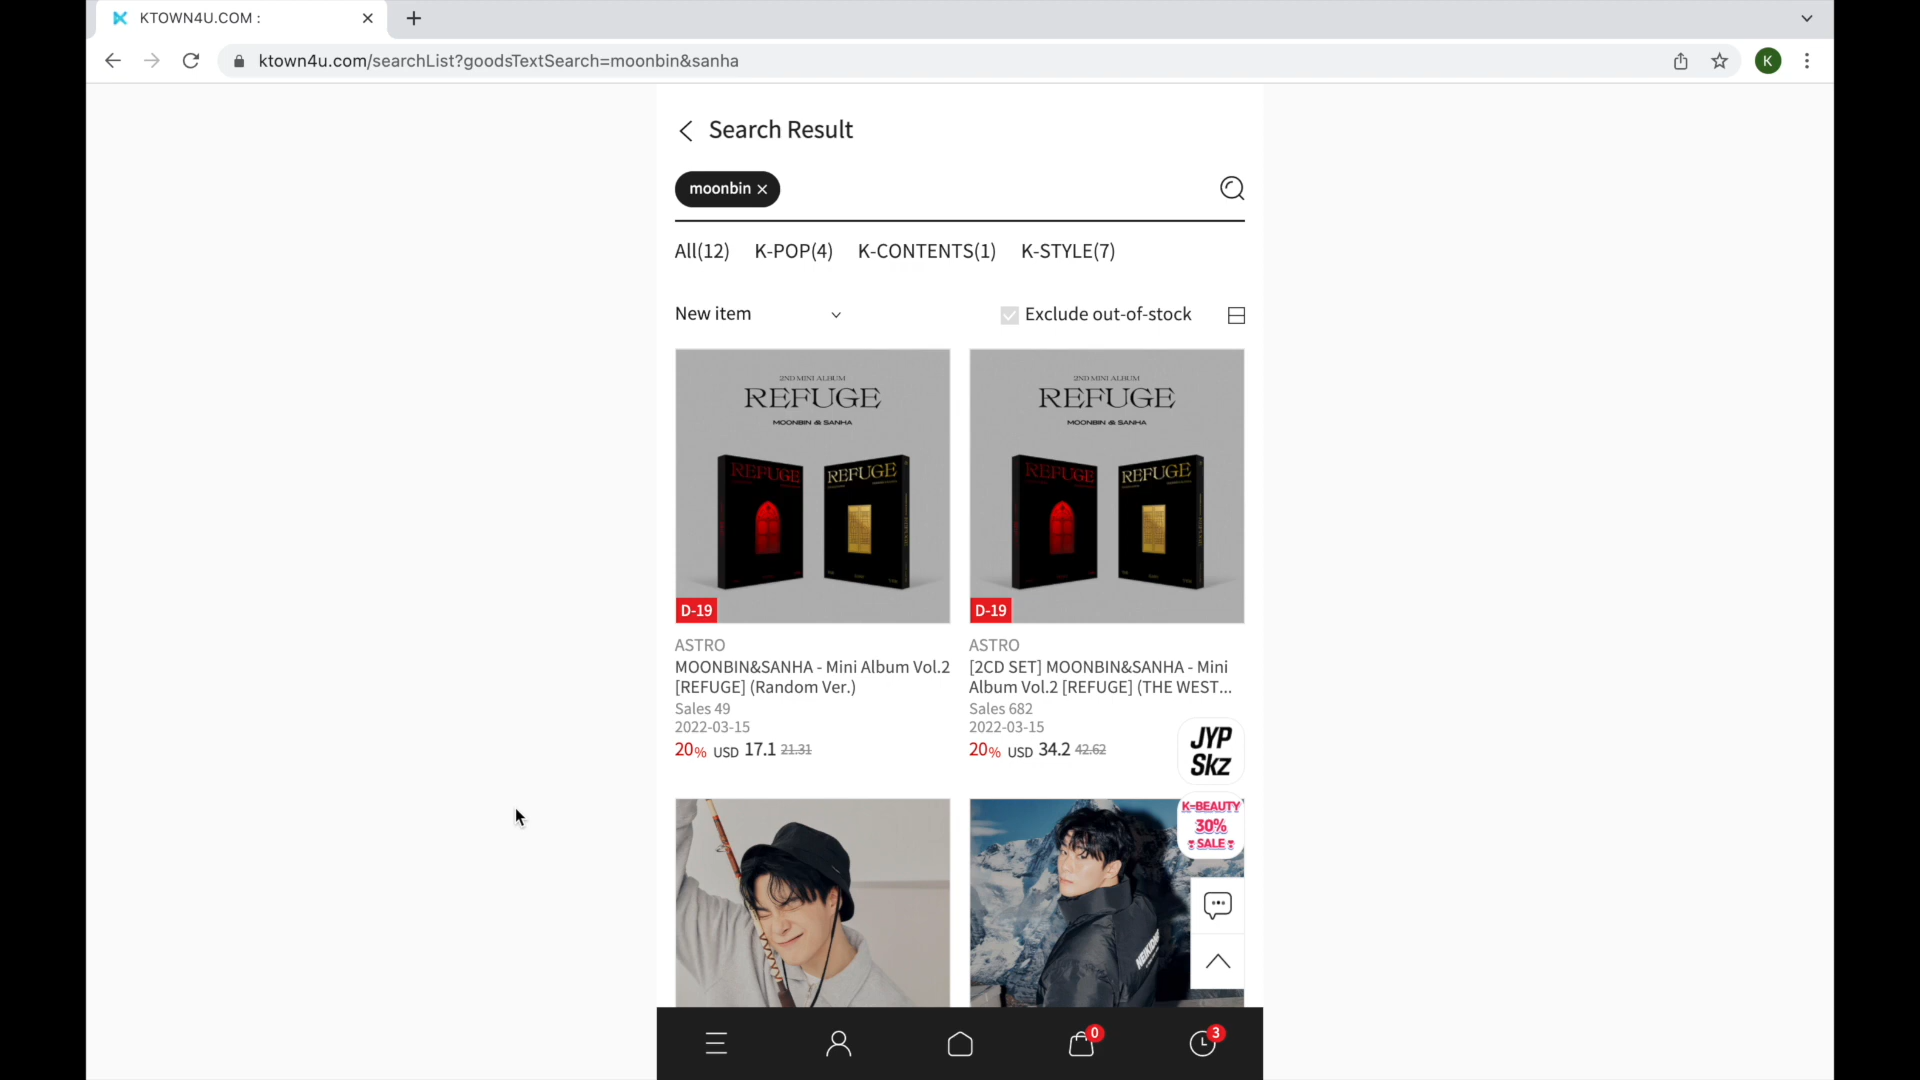 KTOWN4U.COM :
ktown4u.com/searchList?goodsTextSearch=moonbin&sanha
K
Search Result
moonbin
All(12) K-POP(4) K-CONTENTS(1) K-STYLE(7)
New item
Exclude out-of-stock
2ND MINI ALBUM
REFUGE
MOONBIN & SANHA
REFUGE
REFUGE
D-19
2ND MINI ALBUM
REFUGE
MOONBIN & SANHA
REFUGE
REFUGE
D-19
ASTRO
MOONBIN&SANHA - Mini Album Vol.2
[REFUGE] (Random Ver.)
Sales 49
2022-03-15
20% USD 17.1 21.31
ASTRO
[2CD SET] MOONBIN&SANHA - Mini
Album Vol.2 [REFUGE] (THE WEST...
Sales 682
2022-03-15
20% USD 34.2 42.62
JYP
Skz
K-BEAUTY
30%
SALE
0
3